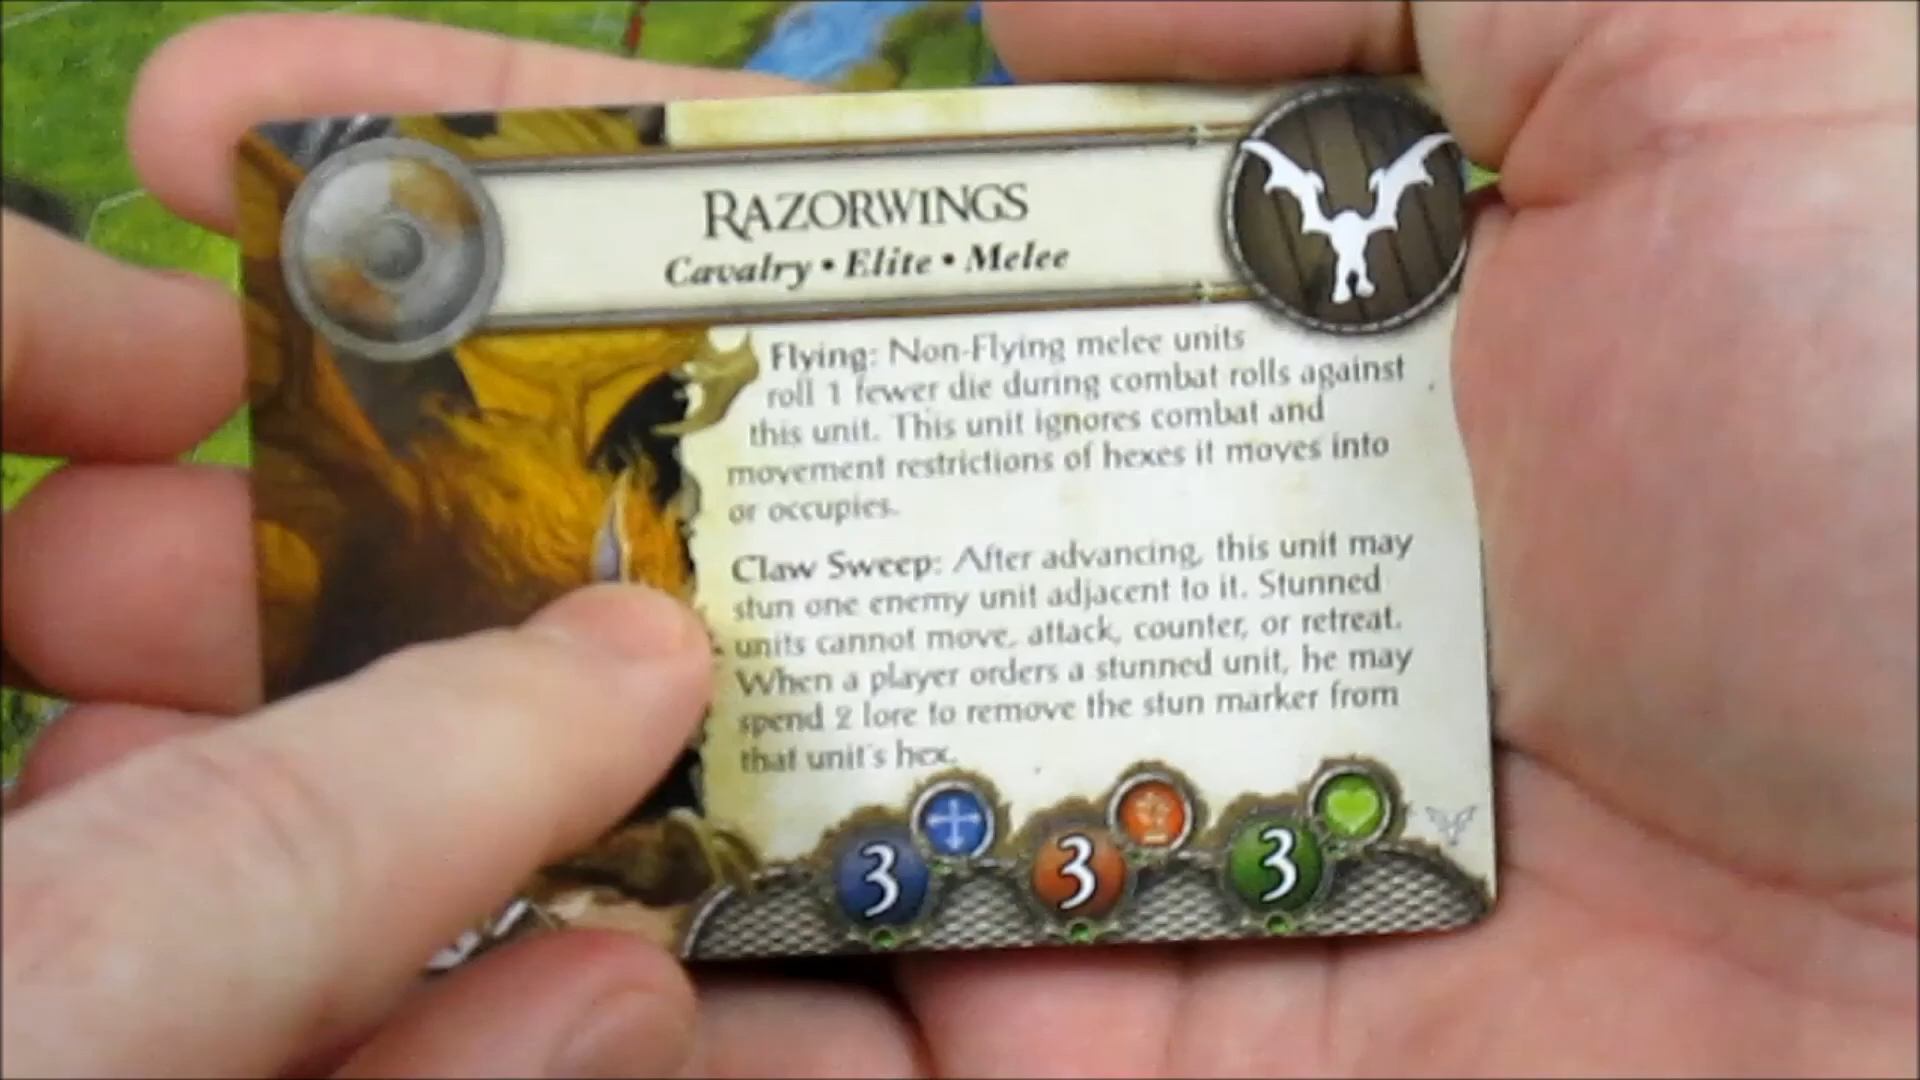 RAZORWINGS
Cavalry • Elite • Melee
Flying: Non-Flying melee units
roll 1 fewer die during combat rolls against
this unit. This unit ignores combat and
movement restrictions of hexes it moves into
or occupies.
Claw Sweep: After advancing, this unit may
stun one enemy unit adjacent to it. Stunned
units cannot move, attack, counter, or retreat.
When a player orders a stunned unit, he may
spend 2 lore to remove the stun marker from
that unit's hex.
3 3 3